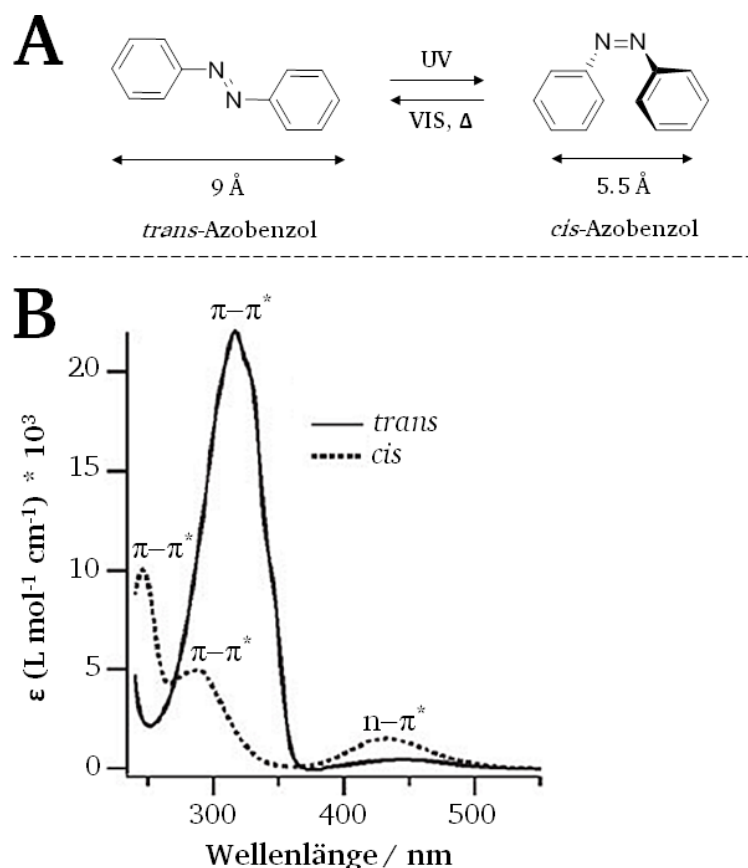 A
N
N
UV
VIS, Δ
N=N
9 Å
5.5 Å
trans-Azobenzol
cis-Azobenzol
B
π–π*
20
15
10
5
0
trans
cis
π–π*
π–π*
n–π*
ε (L mol-1 cm-1) * 10³
300
400
500
Wellenlänge / nm